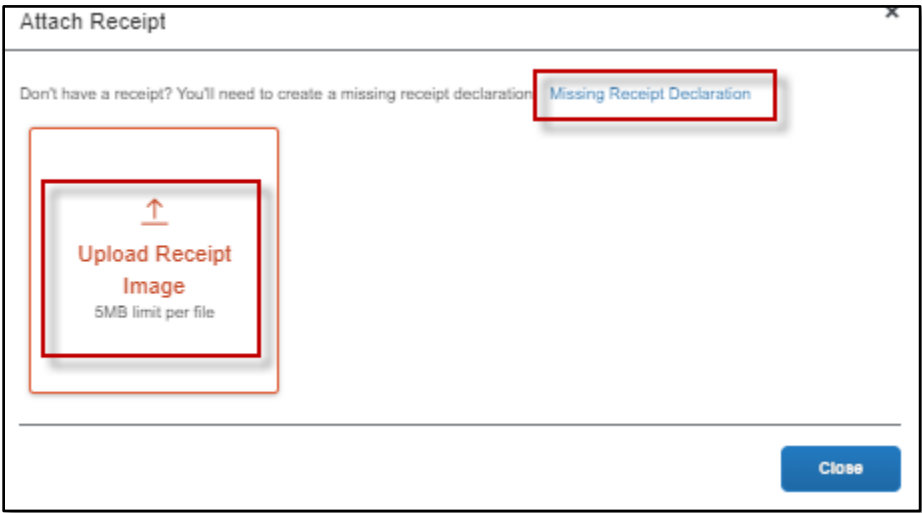 Attach Receipt
Don't have a receipt? You'll need to create a missing receipt declaration Missing Receipt Declaration
Upload Receipt
Image
5MB limit per file
Close